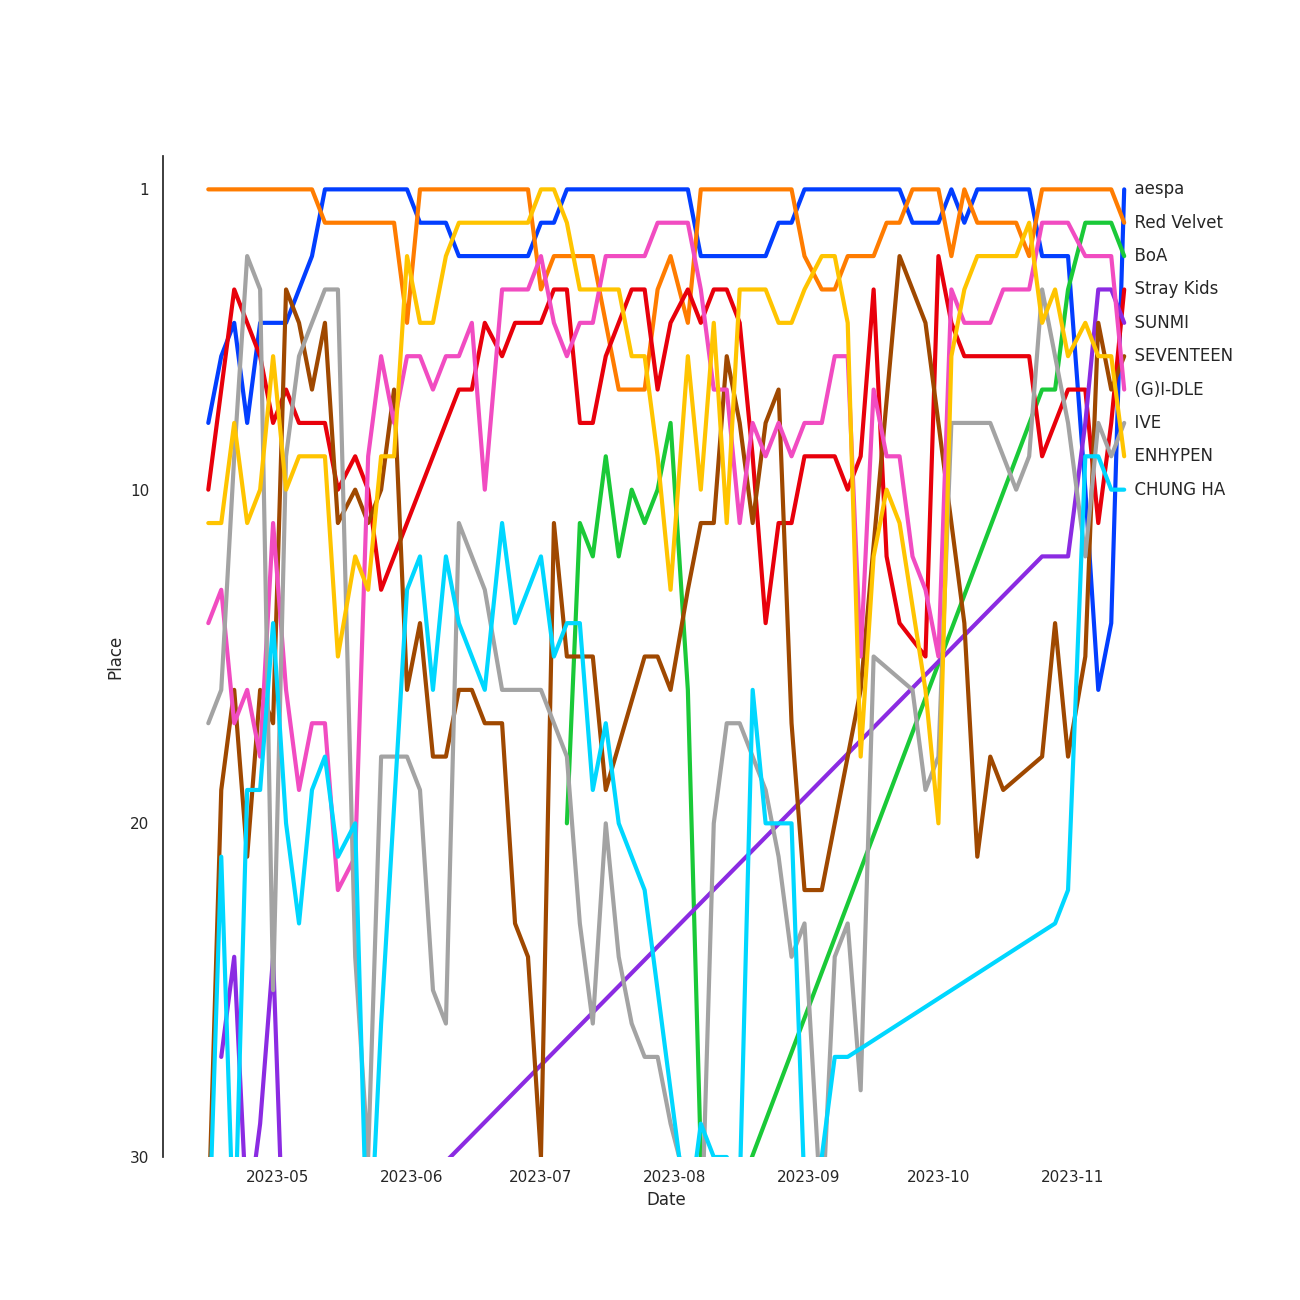 1
10
20
30
Place
2023-05
2023-06
2023-07
2023-08
2023-09
2023-10
2023-11
Date
aespa
Red Velvet
BoA
Stray Kids
SUNMI
SEVENTEEN
(G)I-DLE
IVE
ENHYPEN
CHUNG HA